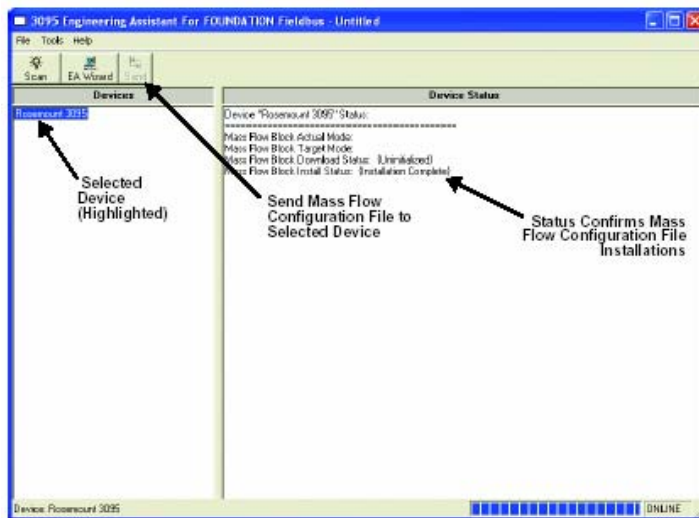 3095 Engineering Assistant For FOUNDATION Fieldbus - Untitled
File Tools Help
Scan
EA Wizard
Send
Devices
Device Status
Rosemount 3095
Device "Rosemount 3095" Status:
==================================================
Mass Flow Block Actual Mode:
Mass Flow Block Target Mode:
Mass Flow Block Download Status: (Uninitialized)
Mass Flow Block Install Status: (Installation Complete)
Selected
Device
(Highlighted)
Send Mass Flow
Configuration File to
Selected Device
Status Confirms Mass
Flow Configuration File
Installations
Device: Rosemount 3095
ONLINE